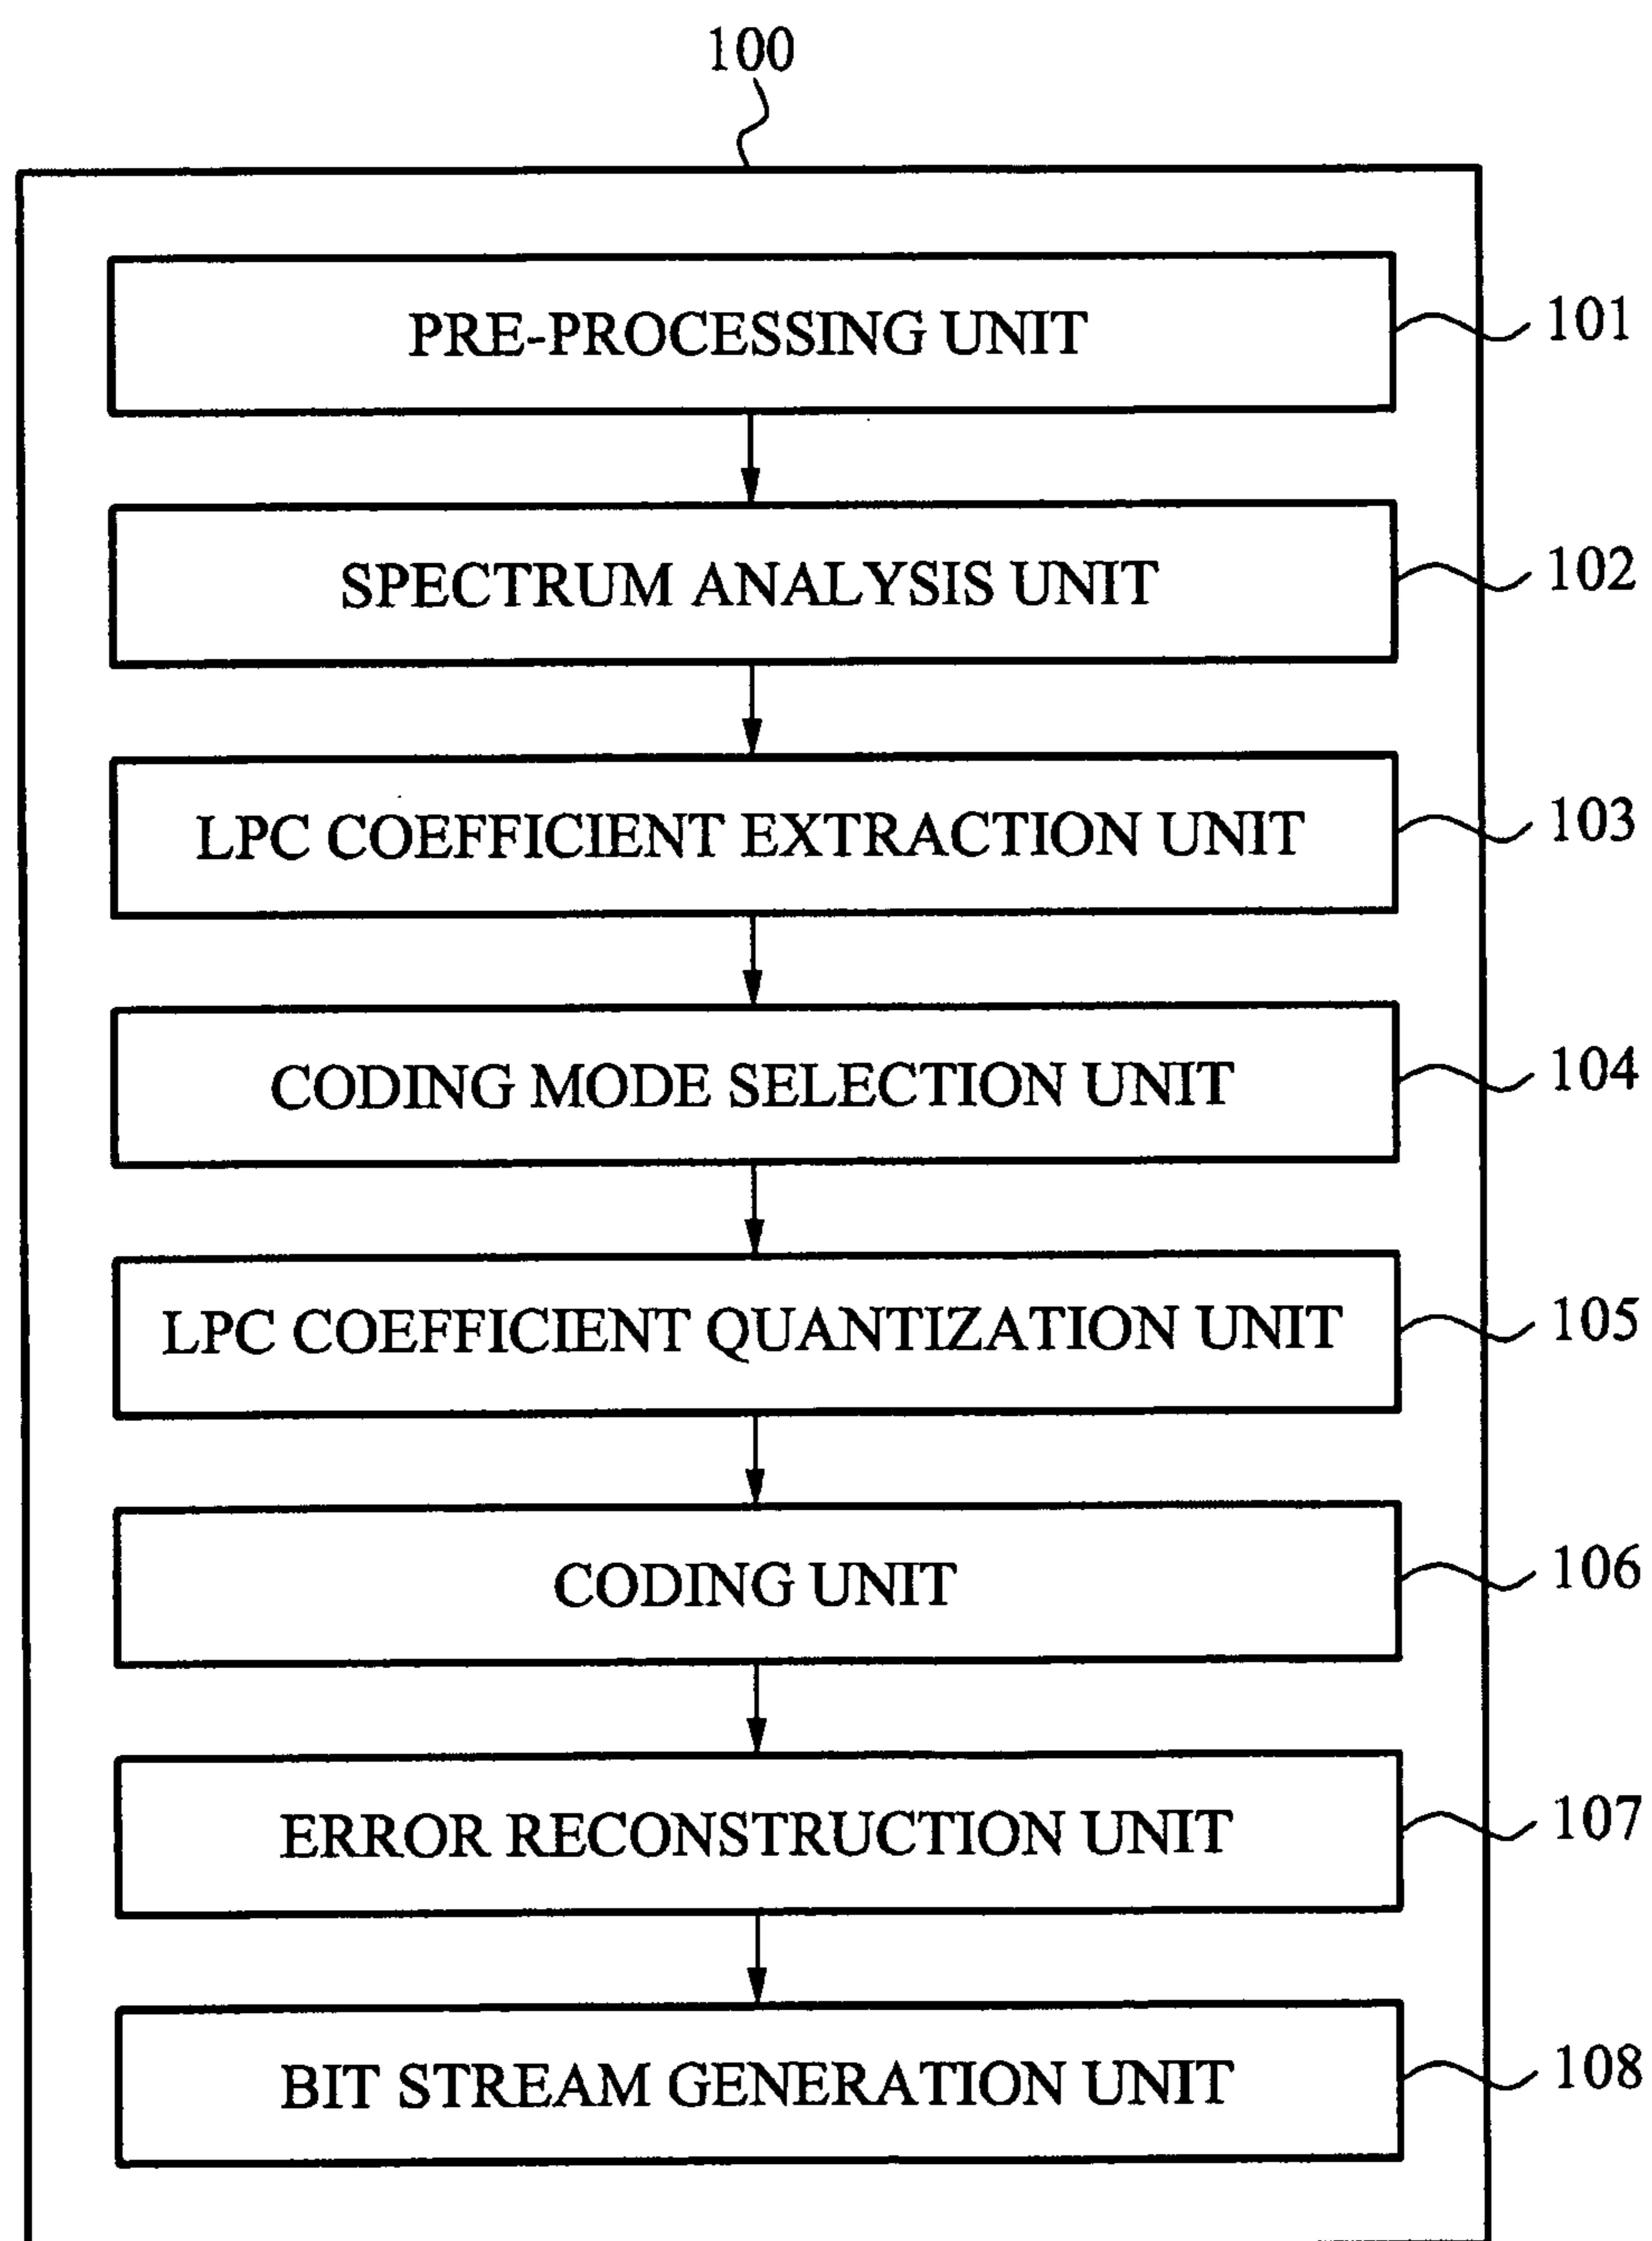 100
PRE-PROCESSING UNIT
101
SPECTRUM ANALYSIS UNIT
102
LPC COEFFICIENT EXTRACTION UNIT
103
CODING MODE SELECTION UNIT
104
LPC COEFFICIENT QUANTIZATION UNIT
105
CODING UNIT
106
ERROR RECONSTRUCTION UNIT
107
BIT STREAM GENERATION UNIT
108